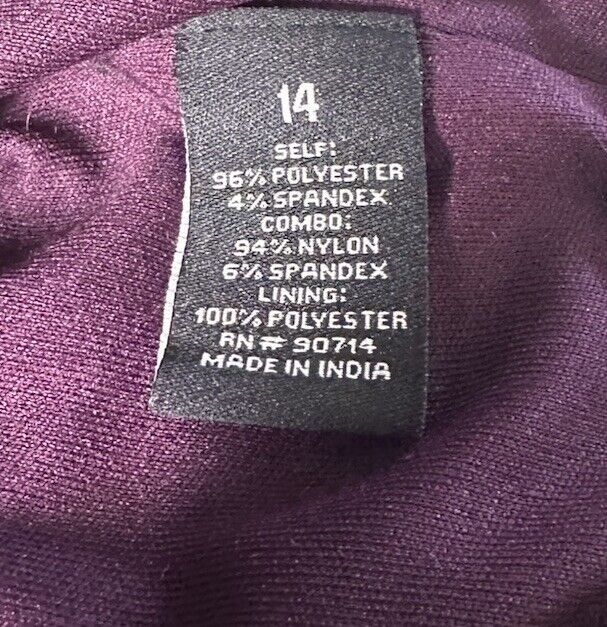 14
SELF:
96% POLYESTER
4% SPANDEX
COMBO:
94% NYLON
6% SPANDEX
LINING:
100% POLYESTER
RN# 90714
MADE IN INDIA